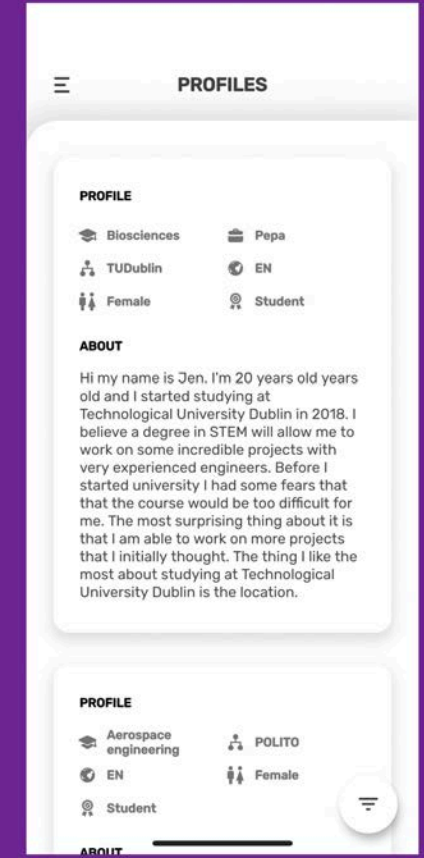 PROFILES
PROFILE
Biosciences
Pepa
TUDublin
EN
Female
Student
ABOUT
Hi my name is Jen. I'm 20 years old years
old and I started studying at
Technological University Dublin in 2018. I
believe a degree in STEM will allow me to
work on some incredible projects with
very experienced engineers. Before I
started university I had some fears that
that the course would be too difficult for
me. The most surprising thing about it is
that I am able to work on more projects
that I initially thought. The thing I like the
most about studying at Technological
University Dublin is the location.
PROFILE
Aerospace
engineering
POLITO
EN
Female
Student
ABOUT